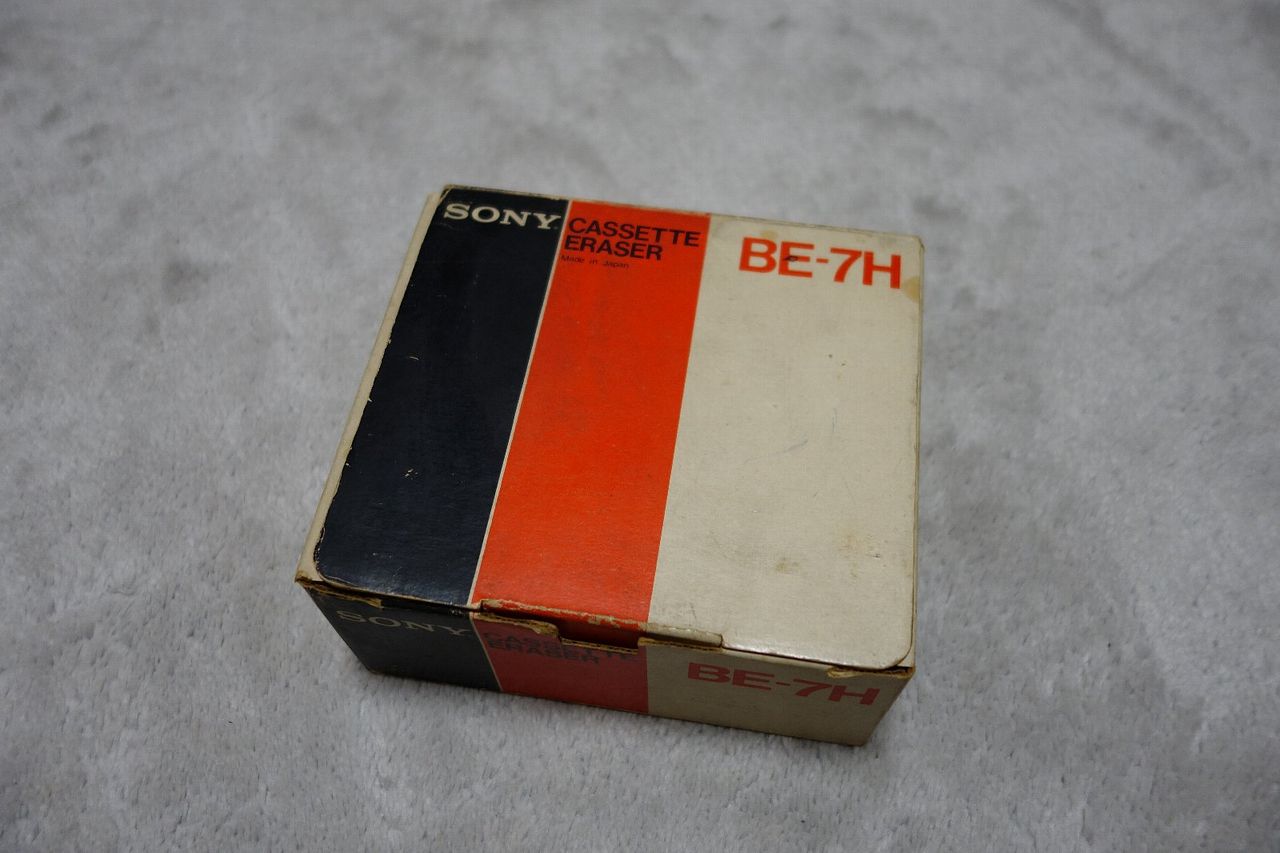 SONY
CASSETTE
ERASER
Made in Japan
BE-7H
SONY
CASSETTE
ERASER
BE-7H